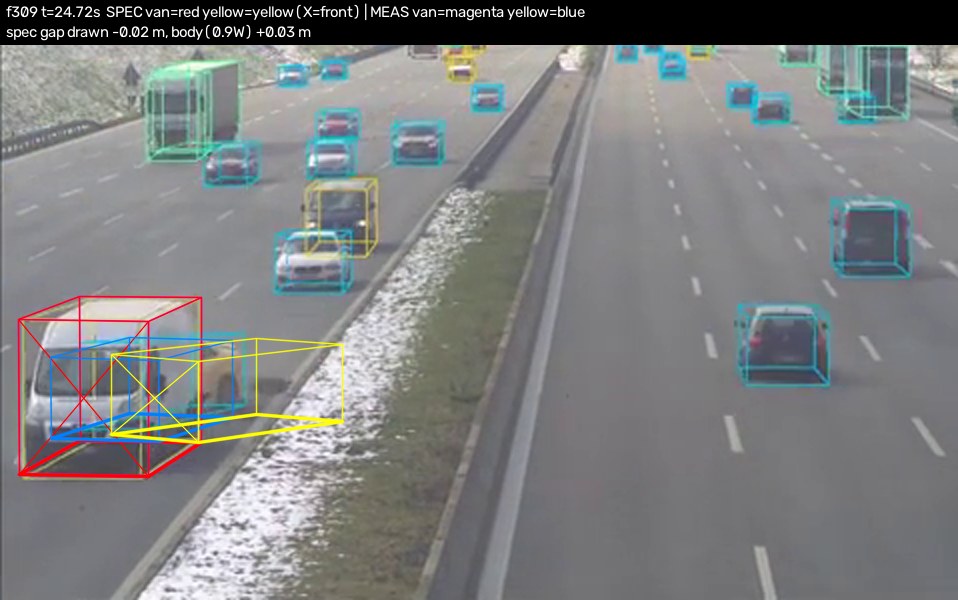 f309 t=24.72s SPEC van=red yellow=yellow (X=front) | MEAS van=magenta yellow=blue
spec gap drawn -0.02 m, body (0.9W) +0.03 m